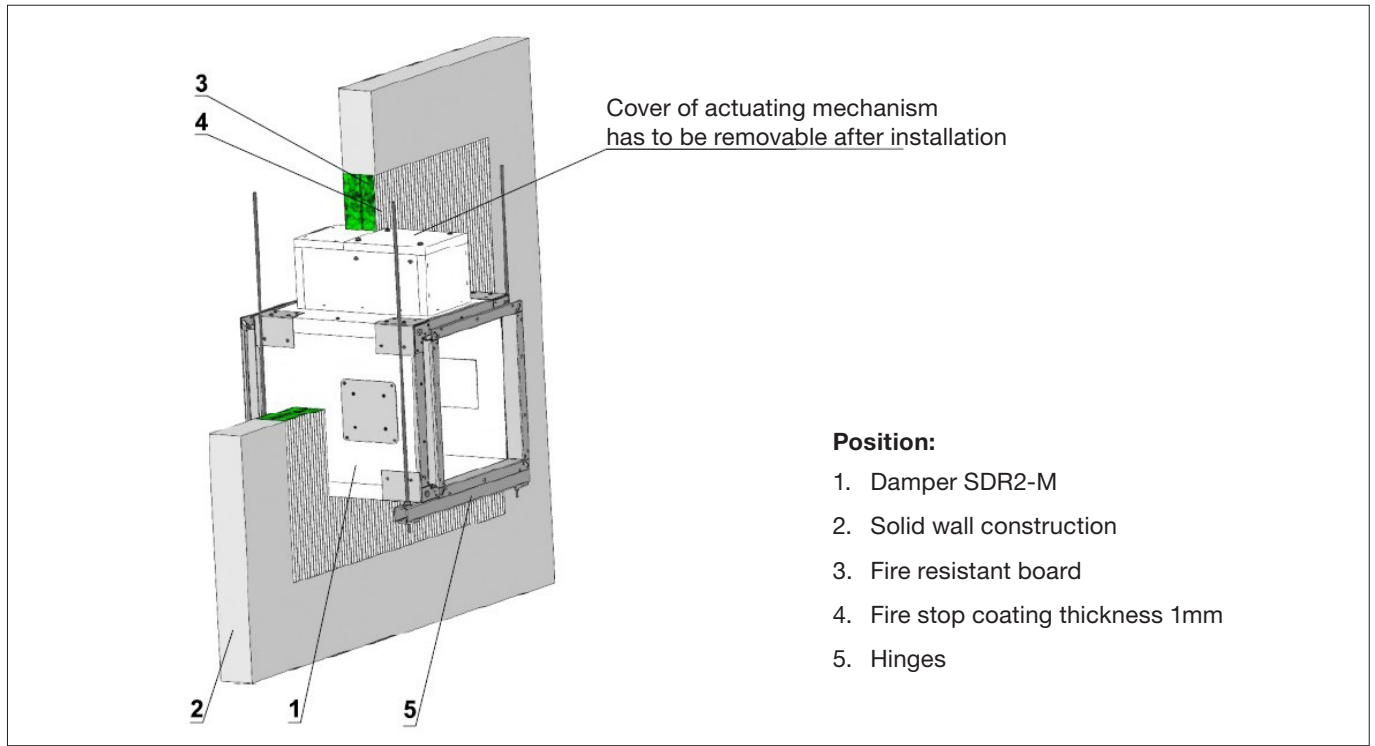 3
4
Cover of actuating mechanism
has to be removable after installation
Position:
1. Damper SDR2-M
2. Solid wall construction
3. Fire resistant board
4. Fire stop coating thickness 1mm
5. Hinges
2
1
5